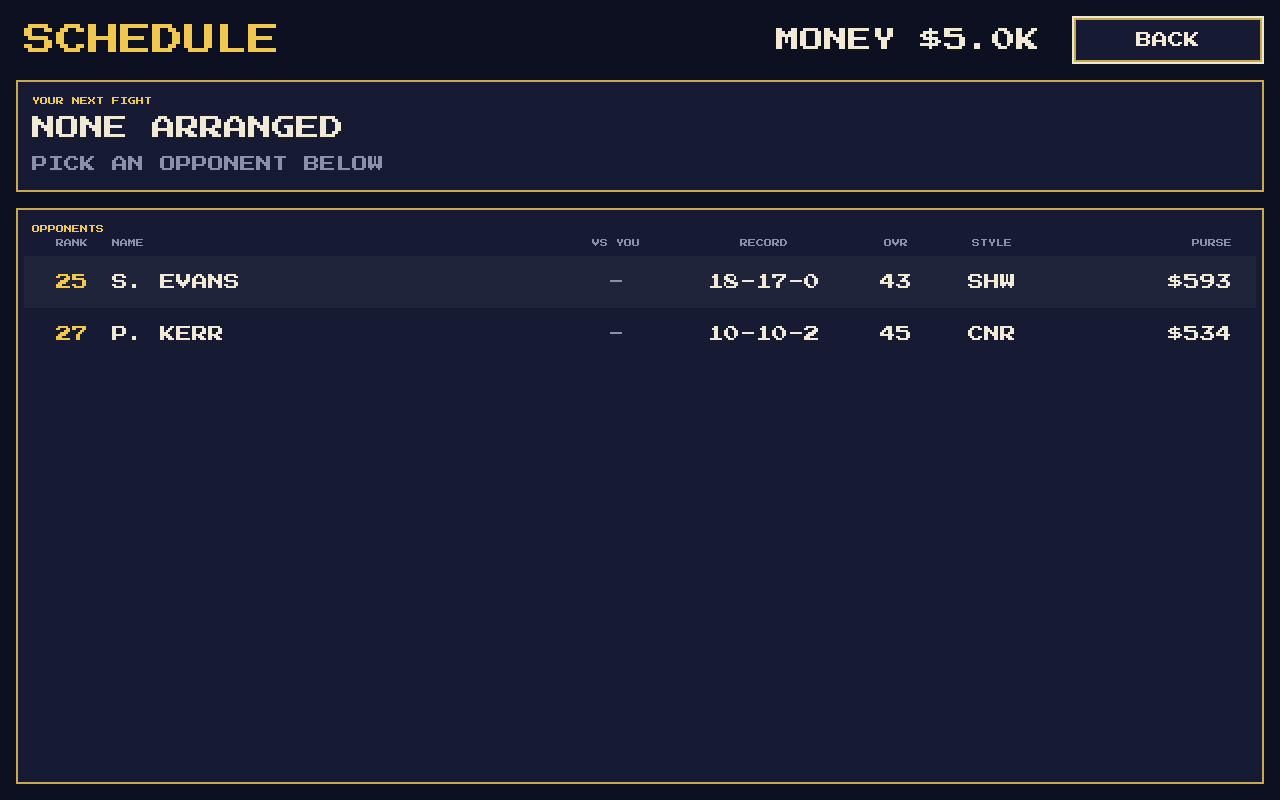 SCHEDULE MONEY $5.0K BACK
YOUR NEXT FIGHT
NONE ARRANGED
PICK AN OPPONENT BELOW
OPPONENTS
RANK NAME VS YOU RECORD OVR STYLE PURSE
25 S. EVANS – 18-17-0 43 SHW $593
27 P. KERR – 10-10-2 45 CNR $534